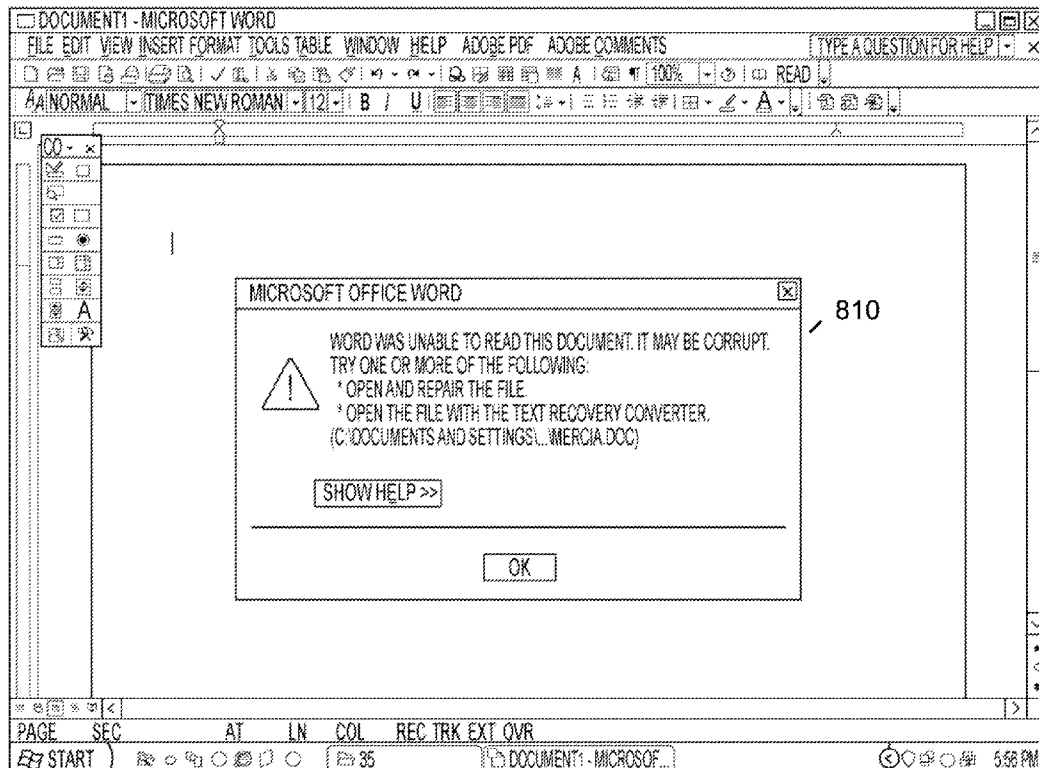 DOCUMENT1 - MICROSOFT WORD
FILE EDIT VIEW INSERT FORMAT TOOLS TABLE WINDOW HELP ADOBE PDF ADOBE COMMENTS TYPE A QUESTION FOR HELP
100% READ
AA NORMAL TIMES NEW ROMAN 12 B I U A
CO
A
MICROSOFT OFFICE WORD
810
WORD WAS UNABLE TO READ THIS DOCUMENT. IT MAY BE CORRUPT.
TRY ONE OR MORE OF THE FOLLOWING:
* OPEN AND REPAIR THE FILE.
* OPEN THE FILE WITH THE TEXT RECOVERY CONVERTER.
(C:\DOCUMENTS AND SETTINGS\...\MERCIA.DOC)
SHOW HELP >>
OK
PAGE SEC AT LN COL REC TRK EXT OVR
START 35 DOCUMENT1 - MICROSOF... 5:58 PM